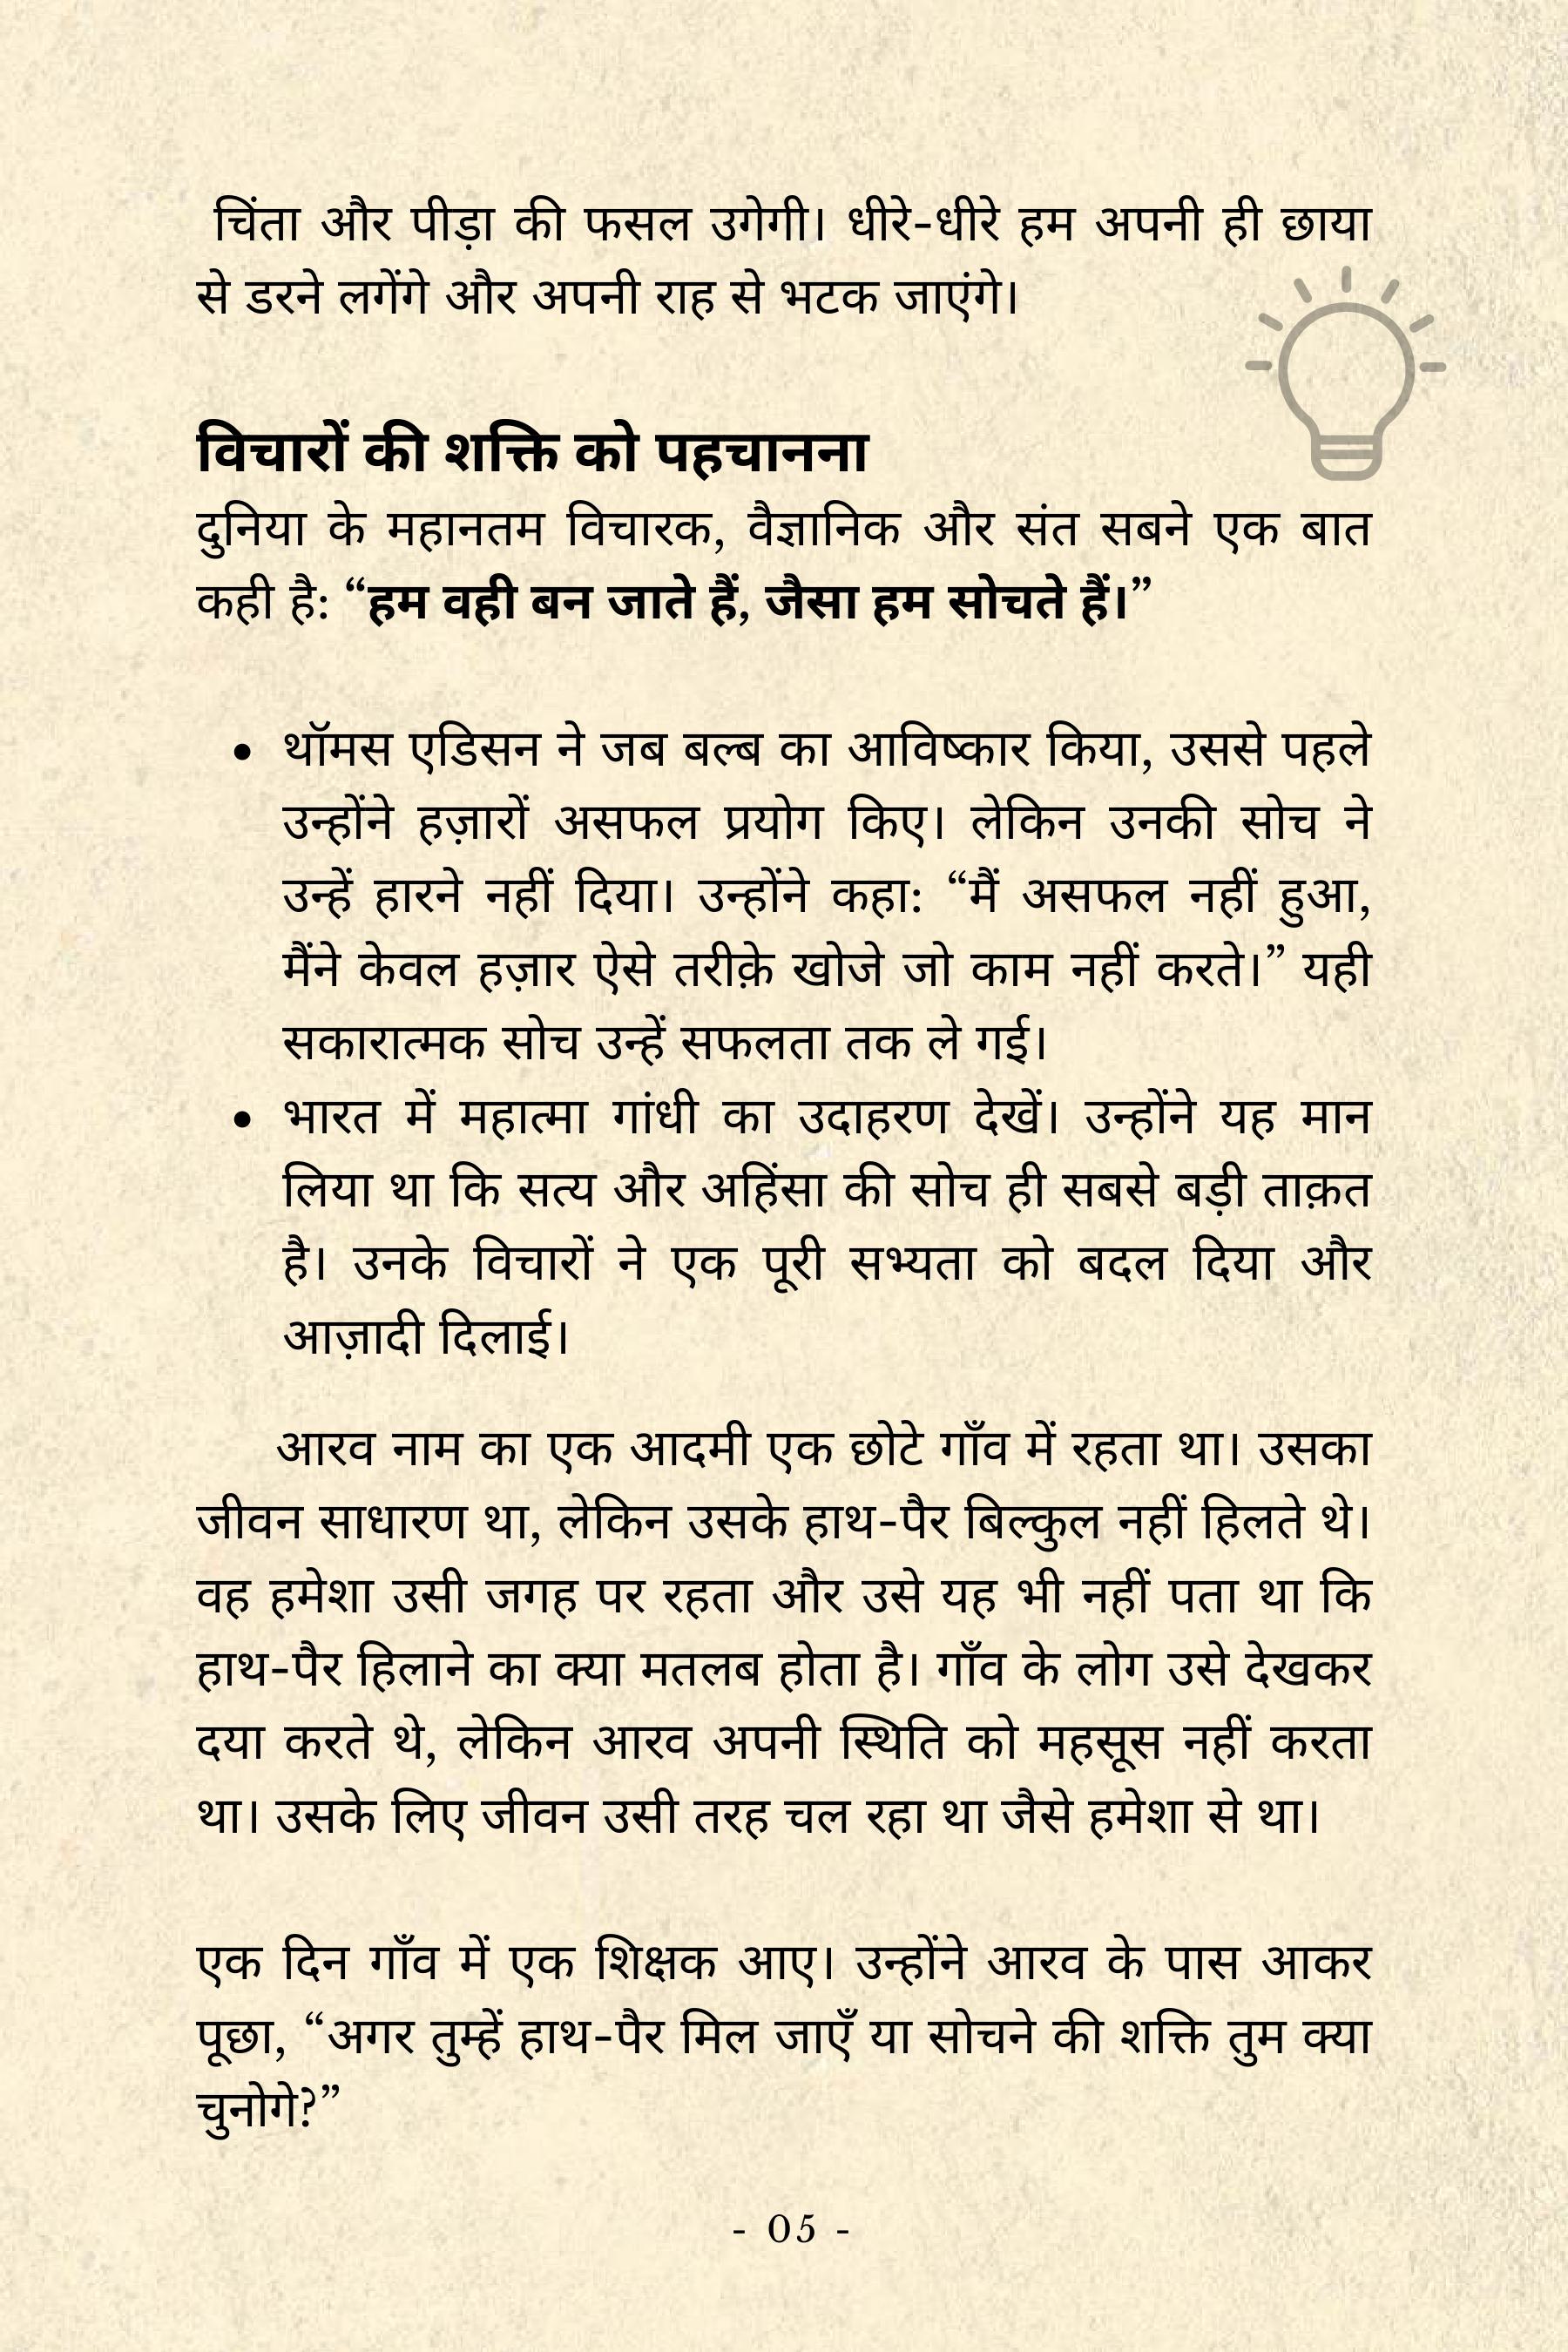 चिंता और पीड़ा की फसल उगेगी। धीरे-धीरे हम अपनी ही छाया
से डरने लगेंगे और अपनी राह से भटक जाएंगे।
विचारों की शक्ति को पहचानना
दुनिया के महानतम विचारक, वैज्ञानिक और संत सबने एक बात
कही है: “हम वही बन जाते हैं, जैसा हम सोचते हैं।”
• थॉमस एडिसन ने जब बल्ब का आविष्कार किया, उससे पहले
उन्होंने हज़ारों असफल प्रयोग किए। लेकिन उनकी सोच ने
उन्हें हारने नहीं दिया। उन्होंने कहा: “मैं असफल नहीं हुआ,
मैंने केवल हज़ार ऐसे तरीक़े खोजे जो काम नहीं करते।” यही
सकारात्मक सोच उन्हें सफलता तक ले गई।
• भारत में महात्मा गांधी का उदाहरण देखें। उन्होंने यह मान
लिया था कि सत्य और अहिंसा की सोच ही सबसे बड़ी ताक़त
है। उनके विचारों ने एक पूरी सभ्यता को बदल दिया और
आज़ादी दिलाई।
आरव नाम का एक आदमी एक छोटे गाँव में रहता था। उसका
जीवन साधारण था, लेकिन उसके हाथ-पैर बिल्कुल नहीं हिलते थे।
वह हमेशा उसी जगह पर रहता और उसे यह भी नहीं पता था कि
हाथ-पैर हिलाने का क्या मतलब होता है। गाँव के लोग उसे देखकर
दया करते थे, लेकिन आरव अपनी स्थिति को महसूस नहीं करता
था। उसके लिए जीवन उसी तरह चल रहा था जैसे हमेशा से था।
एक दिन गाँव में एक शिक्षक आए। उन्होंने आरव के पास आकर
पूछा, “अगर तुम्हें हाथ-पैर मिल जाएँ या सोचने की शक्ति तुम क्या
चुनोगे?”
- 05 -